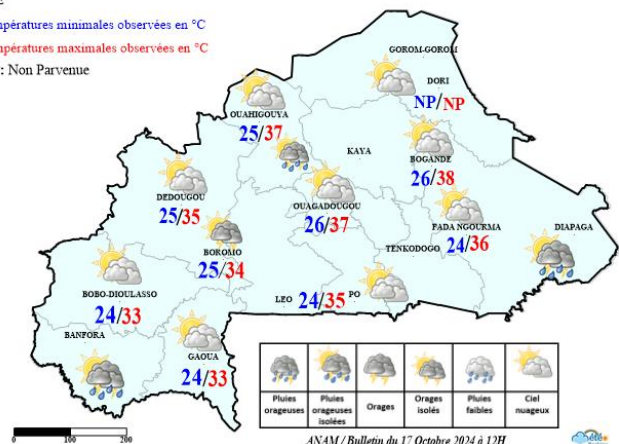 mpératures minimales observées en °C
mpératures maximales observées en °C
: Non Parvenue
GOROM-GOROM
DORI
NP/NP
OUAHIGOUYA
25/37
KAYA
BOGANDE
26/38
DEDOUGOU
25/35
OUAGADOUGOU
26/37
FADA NGOURMA
24/36
DIAPAGA
BOROMO
25/34
TENKODOGO
BOBO-DIOULASSO
24/33
LEO
24/35
PO
BANFORA
GAOUA
24/33
Pluies orageuses
Pluies orageuses isolées
Orages
Orages isolés
Pluies faibles
Ciel nuageux
0 100 200
ANAM / Bulletin du 17 Octobre 2024 à 12H